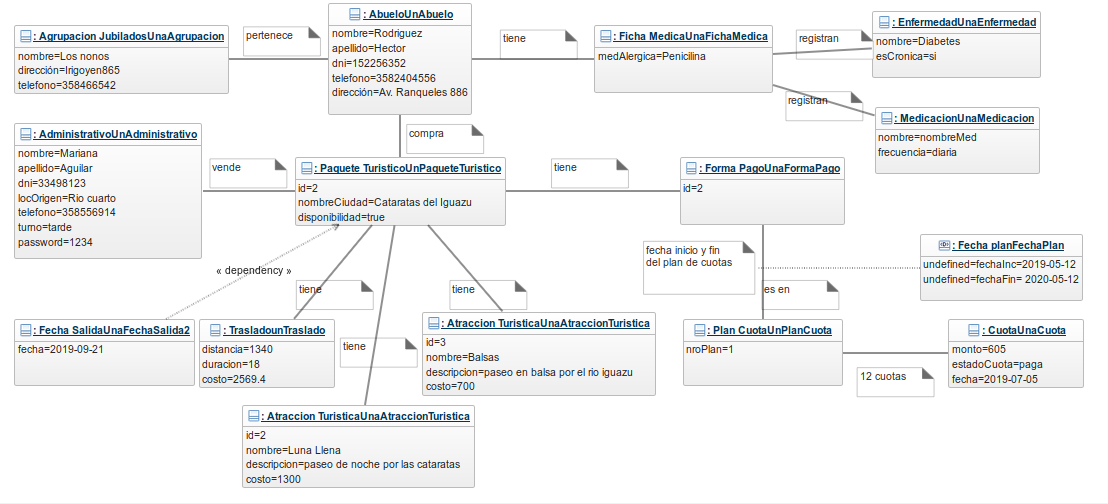 : Agrupacion JubiladosUnaAgrupacion
nombre=Los nonos
dirección=Irigoyen865
telefono=358466542
pertenece
: AbueloUnAbuelo
nombre=Rodriguez
apellido=Hector
dni=152256352
telefono=3582404556
dirección=Av. Ranqueles 886
tiene
: Ficha MedicaUnaFichaMedica
medAlergica=Penicilina
registran
: EnfermedadUnaEnfermedad
nombre=Diabetes
esCronica=si
registran
: MedicacionUnaMedicacion
nombre=nombreMed
frecuencia=diaria
: AdministrativoUnAdministrativo
nombre=Mariana
apellido=Aguilar
dni=33498123
locOrigen=Rio cuarto
telefono=358556914
turno=tarde
password=1234
vende
compra
: Paquete TuristicoUnPaqueteTuristico
id=2
nombreCiudad=Cataratas del Iguazu
disponibilidad=true
tiene
: Forma PagoUnaFormaPago
id=2
fecha inicio y fin
del plan de cuotas
: Fecha planFechaPlan
undefined=fechaInc=2019-05-12
undefined=fechaFin= 2020-05-12
« dependency »
tiene
tiene
es en
: Fecha SalidaUnaFechaSalida2
fecha=2019-09-21
: TrasladounTraslado
distancia=1340
duracion=18
costo=2569.4
tiene
: Atraccion TuristicaUnaAtraccionTuristica
id=3
nombre=Balsas
descripcion=paseo en balsa por el rio iguazu
costo=700
: Plan CuotaUnPlanCuota
nroPlan=1
12 cuotas
: CuotaUnaCuota
monto=605
estadoCuota=paga
fecha=2019-07-05
: Atraccion TuristicaUnaAtraccionTuristica
id=2
nombre=Luna Llena
descripcion=paseo de noche por las cataratas
costo=1300